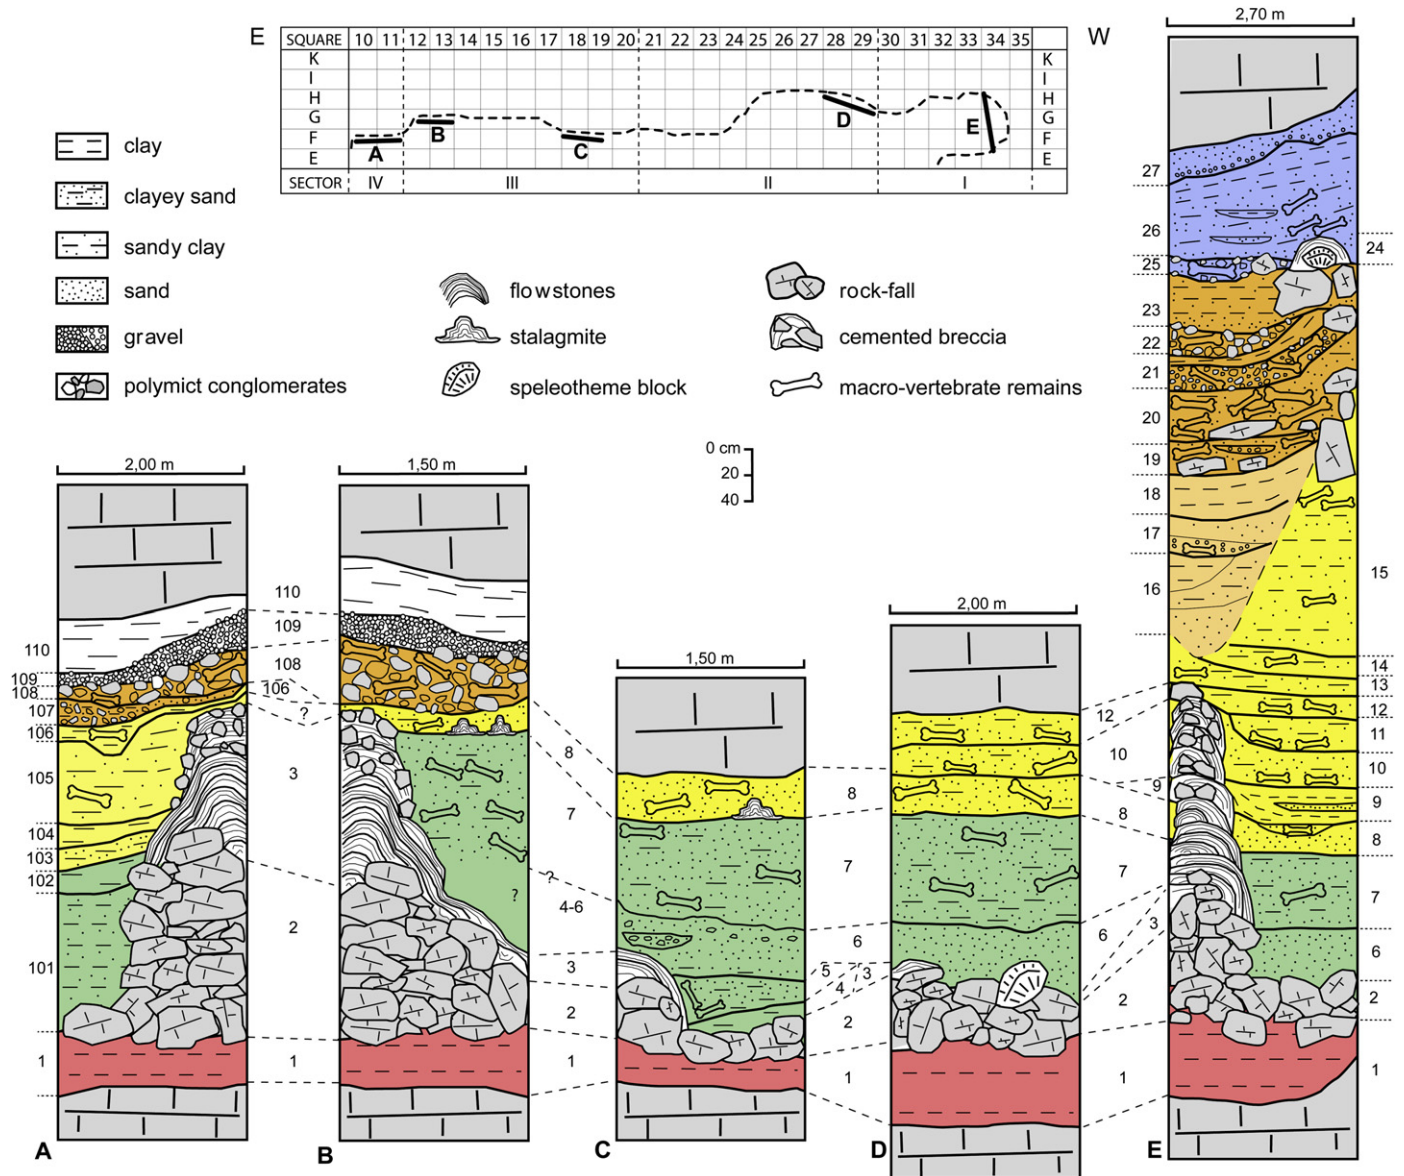 E
W
SQUARE 10 11 12 13 14 15 16 17 18 19 20 21 22 23 24 25 26 27 28 29 30 31 32 33 34 35
K K
I I
H H
G G
F F
E E
A B C D E
SECTOR IV III II I
clay
clayey sand
sandy clay
sand
gravel
polymict conglomerates
flowstones
stalagmite
speleotheme block
rock-fall
cemented breccia
macro-vertebrate remains
0 cm
20
40
2,00 m
110
109
108
107
106
105
104
103
102
101
1
A
110
109
108
106
?
3
2
1
1,50 m
?
B
8
7
?
4-6
3
2
1
1,50 m
C
8
7
6
5 3
4
2
1
2,00 m
D
12
10
9
8
7
3
6
2
1
2,70 m
27
26
25
23
22
21
20
19
18
17
16
24
15
14
13
12
11
10
9
8
7
6
2
1
E